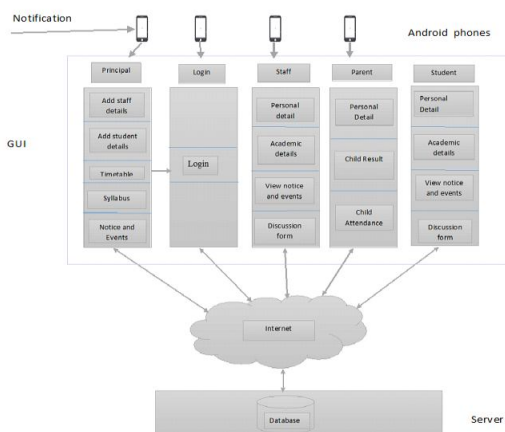 Notification
Android phones
GUI
Principal
Login
Staff
Parent
Student
Add staff
details
Add student
details
Timetable
Syllabus
Notice and
Events
Login
Personal
detail
Academic
details
View notice
and events
Discussion
form
Personal
Detail
Child Result
Child
Attendance
Personal
Detail
Academic
details
View notice
and events
Discussion
form
Internet
Database
Server